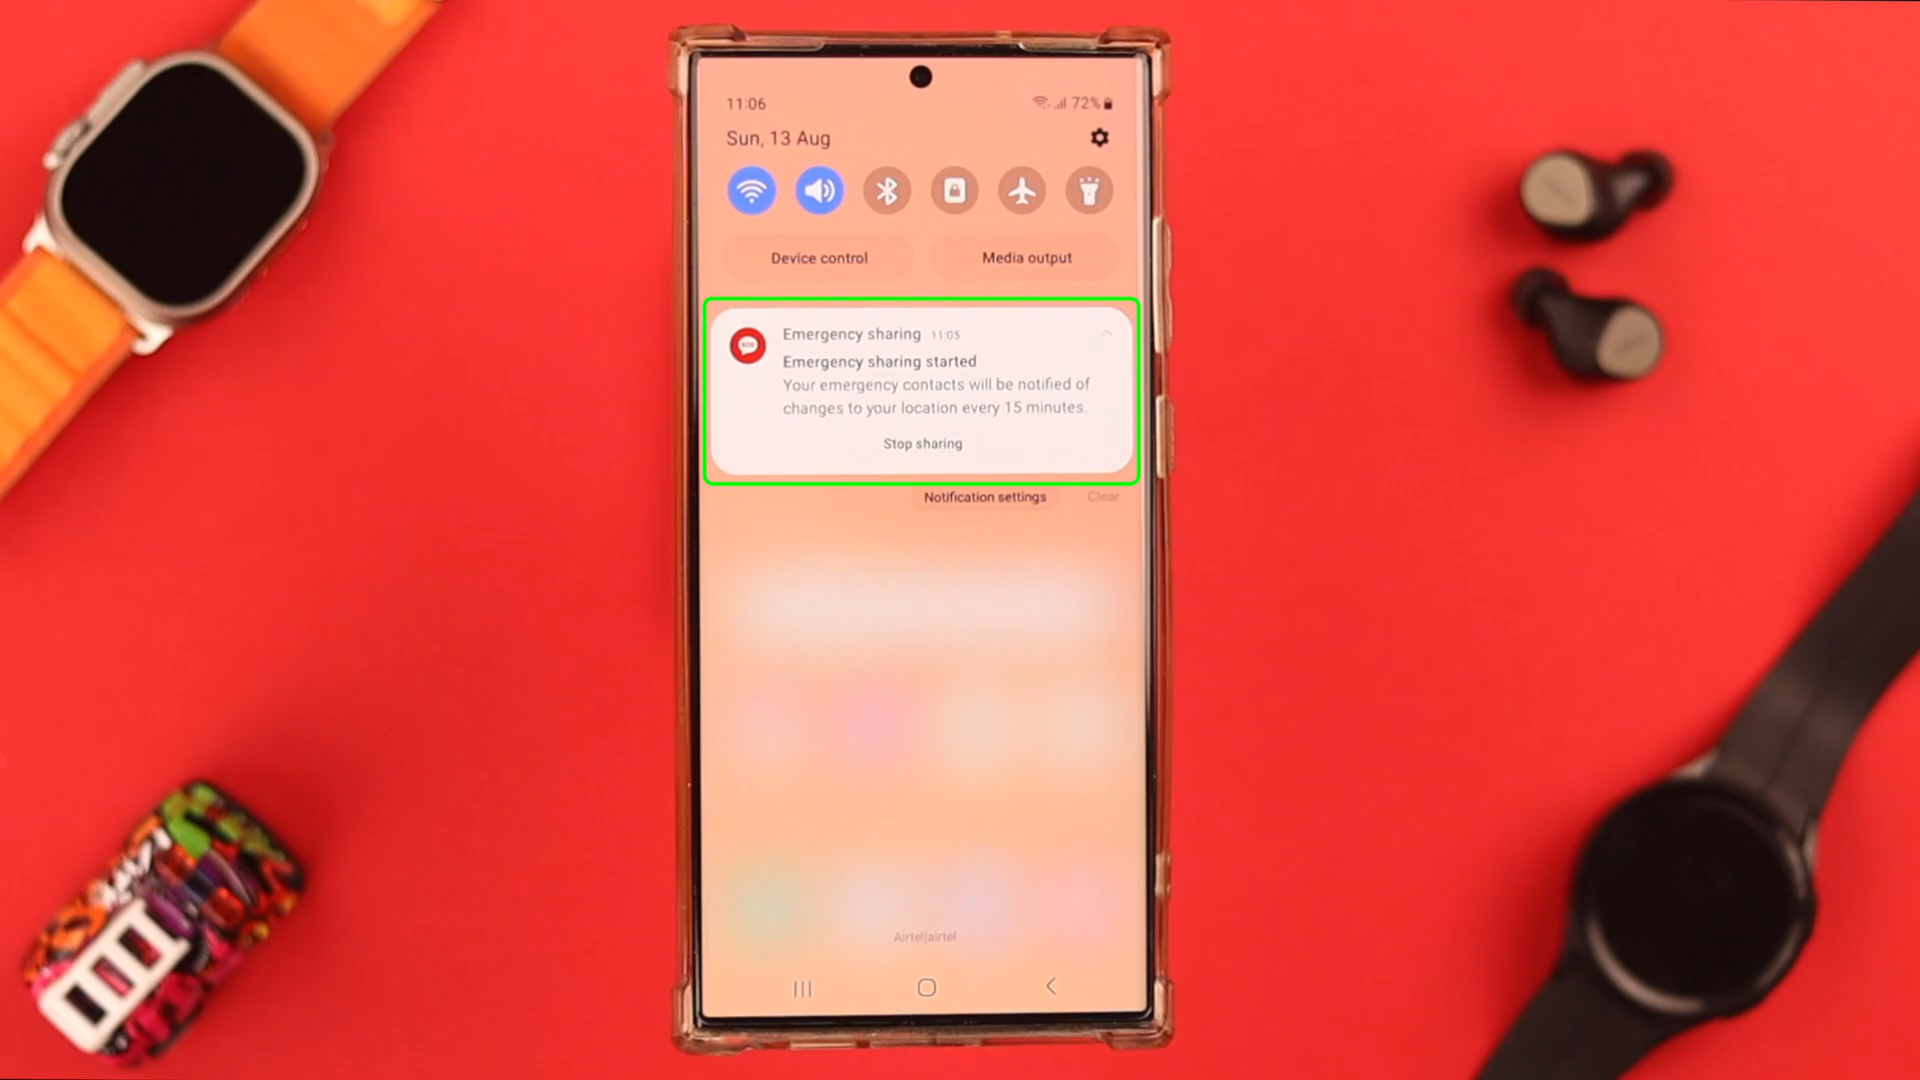 11:06
72%
Sun, 13 Aug
Device control
Media output
Emergency sharing 11:05
SOS
Emergency sharing started
Your emergency contacts will be notified of
changes to your location every 15 minutes.
Stop sharing
Notification settings
Clear
Airtel|airtel